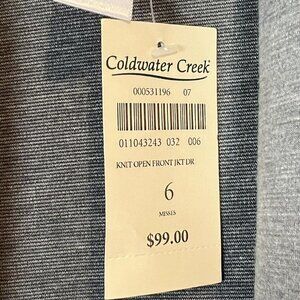 Coldwater Creek
000531196 07
011043243 032 006
KNIT OPEN FRONT JKT DR
6
MISSES
$99.00